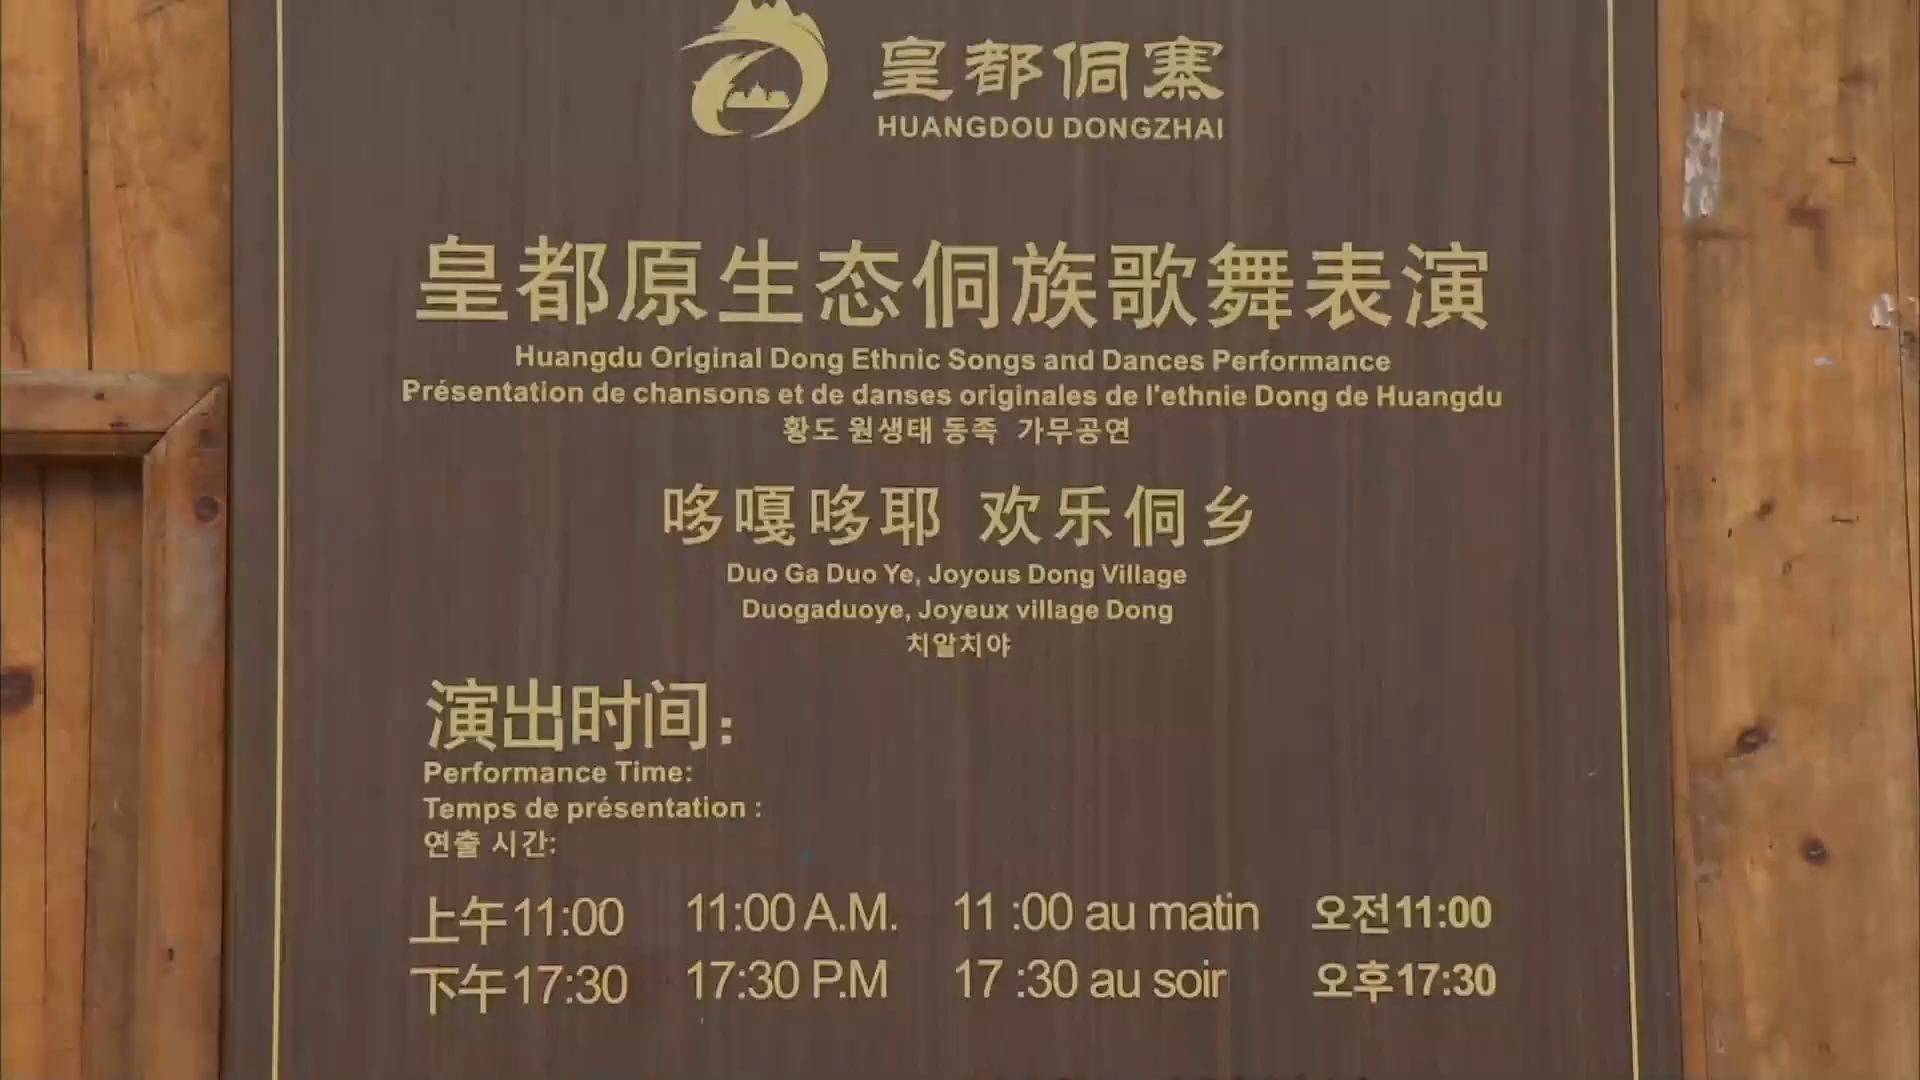 皇都侗寨
HUANGDOU DONGZHAI
皇都原生态侗族歌舞表演
Huangdu Original Dong Ethnic Songs and Dances Performance
Présentation de chansons et de danses originales de l'ethnie Dong de Huangdu
황도 원생태 동족 가무공연
哆嘎哆耶 欢乐侗乡
Duo Ga Duo Ye, Joyous Dong Village
Duogaduoye, Joyeux village Dong
치알치야
演出时间:
Performance Time:
Temps de présentation :
연출 시간:
上午11:00 11:00 A.M. 11 :00 au matin 오전11:00
下午17:30 17:30 P.M 17 :30 au soir 오후17:30